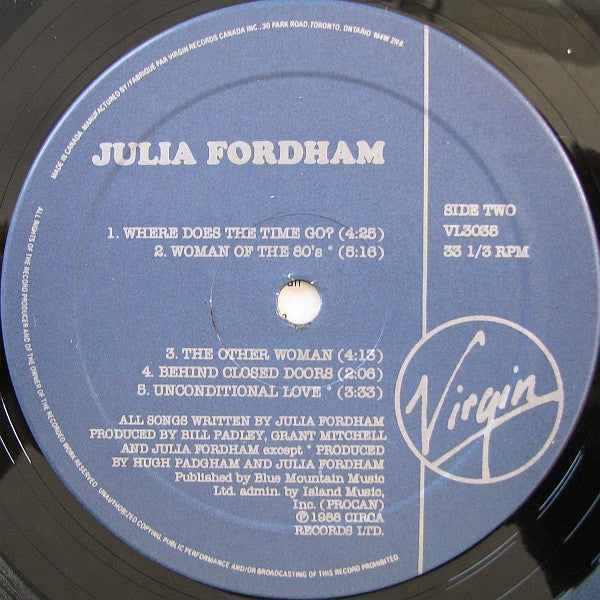 MADE IN CANADA. MANUFACTURED BY/FABRIQUÉ PAR VIRGIN RECORDS CANADA INC., 30 PARK ROAD, TORONTO, ONTARIO M4W 2R8.
JULIA FORDHAM
SIDE TWO
VL3035
33 1/3 RPM
1. WHERE DOES THE TIME GO? (4:25)
2. WOMAN OF THE 80's * (5:16)
3. THE OTHER WOMAN (4:13)
4. BEHIND CLOSED DOORS (2:06)
5. UNCONDITIONAL LOVE * (3:33)
Virgin
ALL SONGS WRITTEN BY JULIA FORDHAM
PRODUCED BY BILL PADLEY, GRANT MITCHELL
AND JULIA FORDHAM except * PRODUCED
BY HUGH PADGHAM AND JULIA FORDHAM
Published by Blue Mountain Music
Ltd. admin. by Island Music,
Inc. (PROCAN)
℗ 1988 CIRCA
RECORDS LTD.
ALL RIGHTS OF THE RECORD PRODUCER AND OF THE OWNER OF THE RECORDED WORK RESERVED UNAUTHORIZED COPYING, PUBLIC PERFORMANCE AND/OR BROADCASTING OF THIS RECORD PROHIBITED